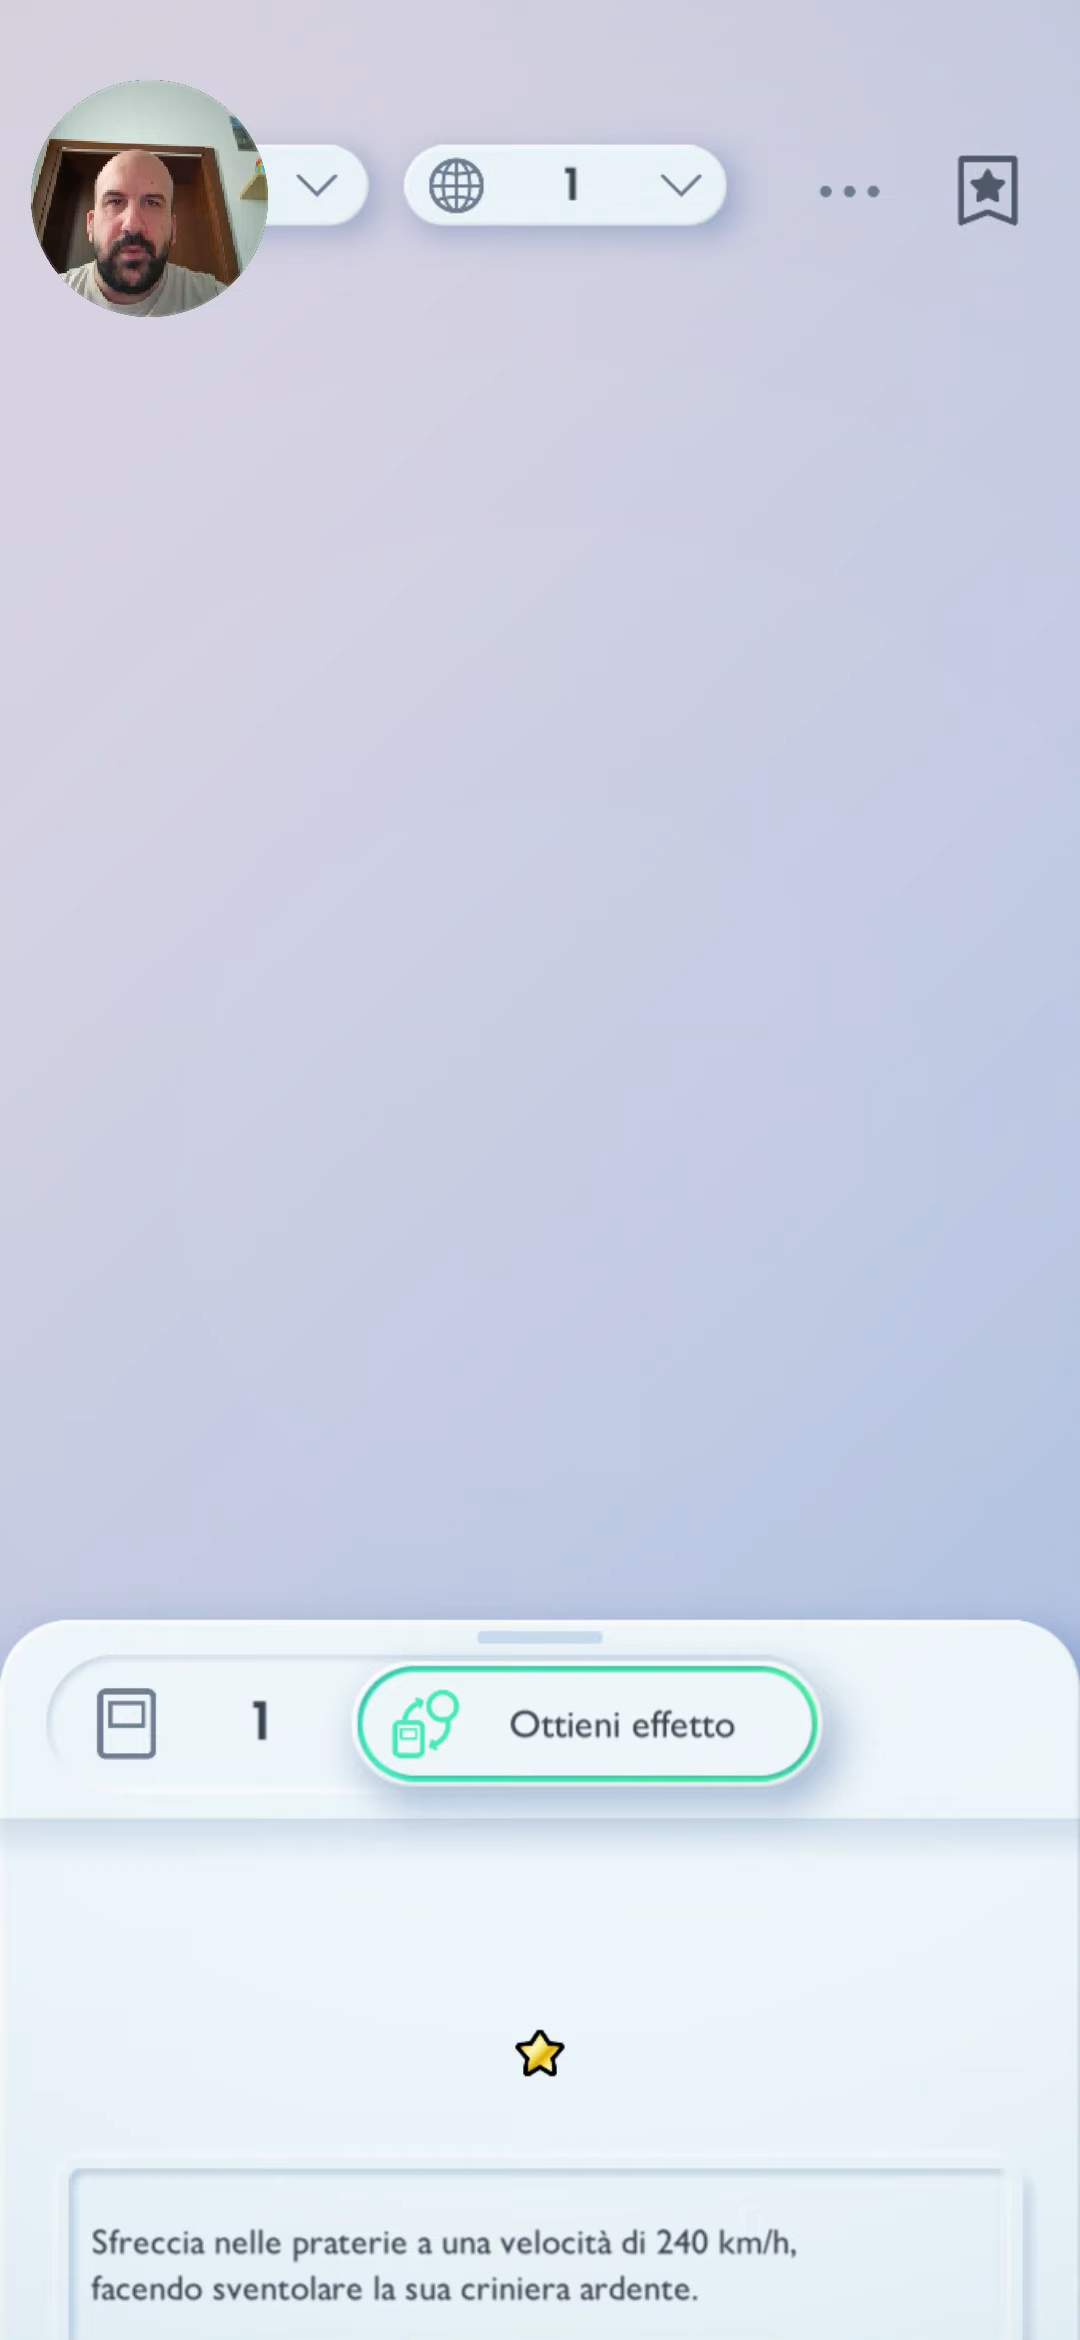 1
1
Ottieni effetto
Sfreccia nelle praterie a una velocità di 240 km/h,
facendo sventolare la sua criniera ardente.